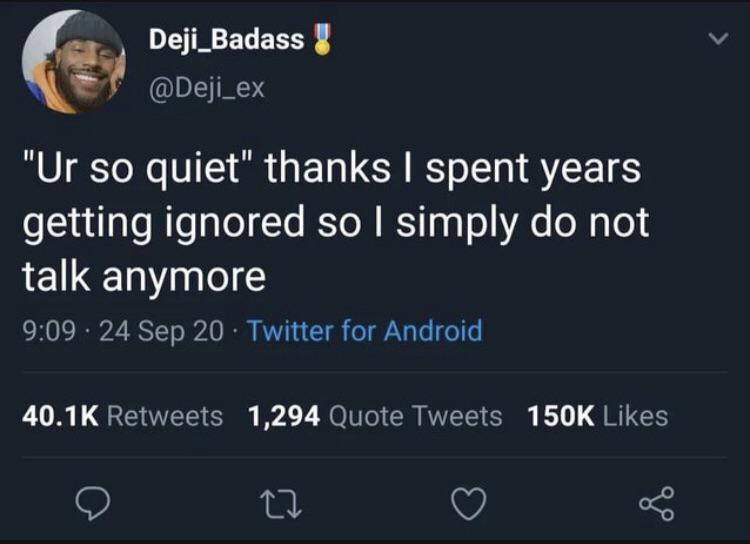 Deji_Badass🏅
@Deji_ex
"Ur so quiet" thanks I spent years
getting ignored so I simply do not
talk anymore
9:09 · 24 Sep 20 · Twitter for Android
40.1K Retweets 1,294 Quote Tweets 150K Likes